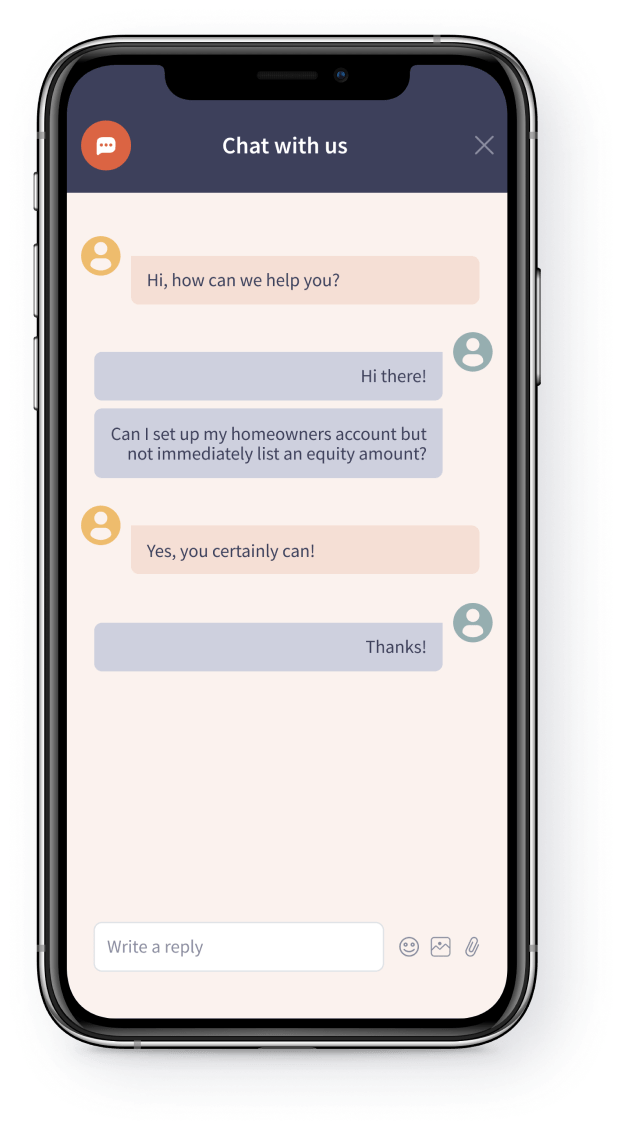 Chat with us
Hi, how can we help you?
Hi there!
Can I set up my homeowners account but
not immediately list an equity amount?
Yes, you certainly can!
Thanks!
Write a reply